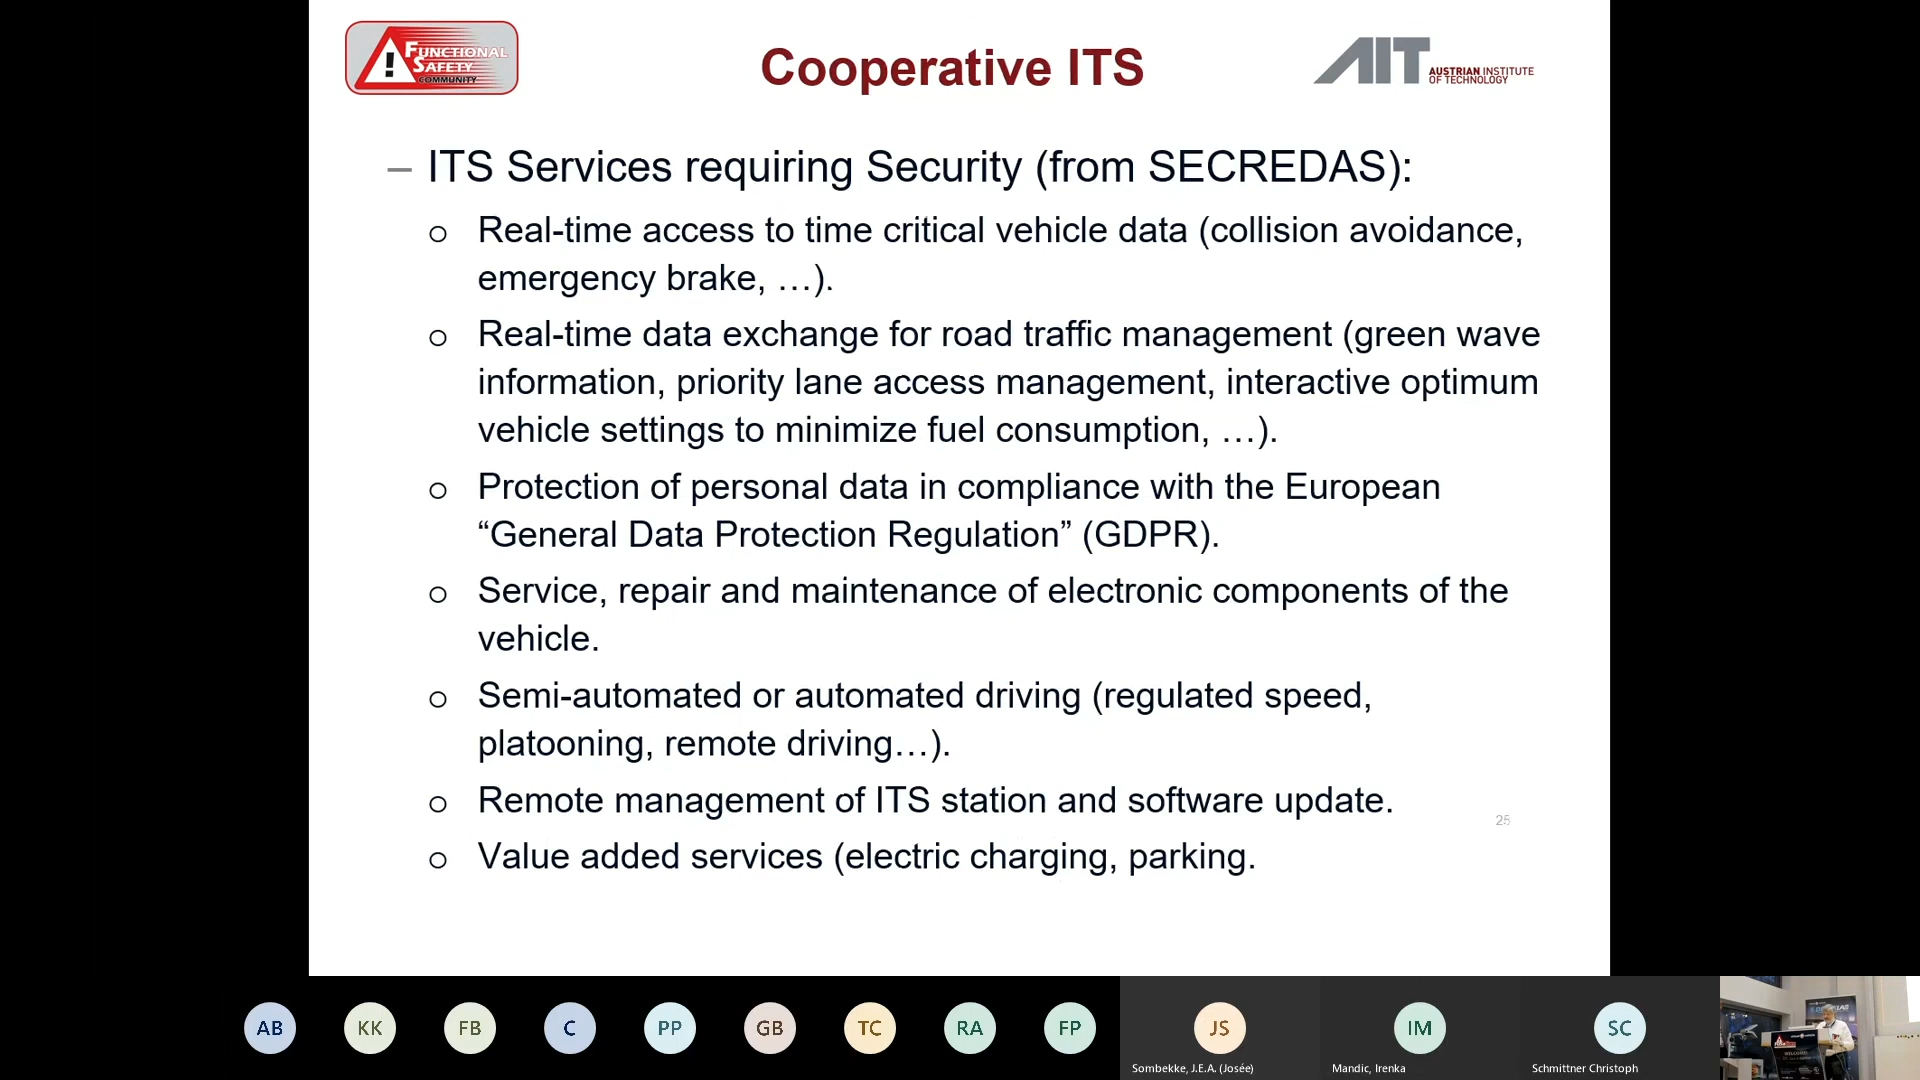 FUNCTIONAL
SAFETY
COMMUNITY
Cooperative ITS
AIT AUSTRIAN INSTITUTE
OF TECHNOLOGY
– ITS Services requiring Security (from SECREDAS):
o Real-time access to time critical vehicle data (collision avoidance,
emergency brake, …).
o Real-time data exchange for road traffic management (green wave
information, priority lane access management, interactive optimum
vehicle settings to minimize fuel consumption, …).
o Protection of personal data in compliance with the European
“General Data Protection Regulation” (GDPR).
o Service, repair and maintenance of electronic components of the
vehicle.
o Semi-automated or automated driving (regulated speed,
platooning, remote driving…).
o Remote management of ITS station and software update.
25
o Value added services (electric charging, parking.
AB KK FB C PP GB TC RA FP JS IM SC
Sombekke, J.E.A. (Josée) Mandic, Irenka Schmittner Christoph